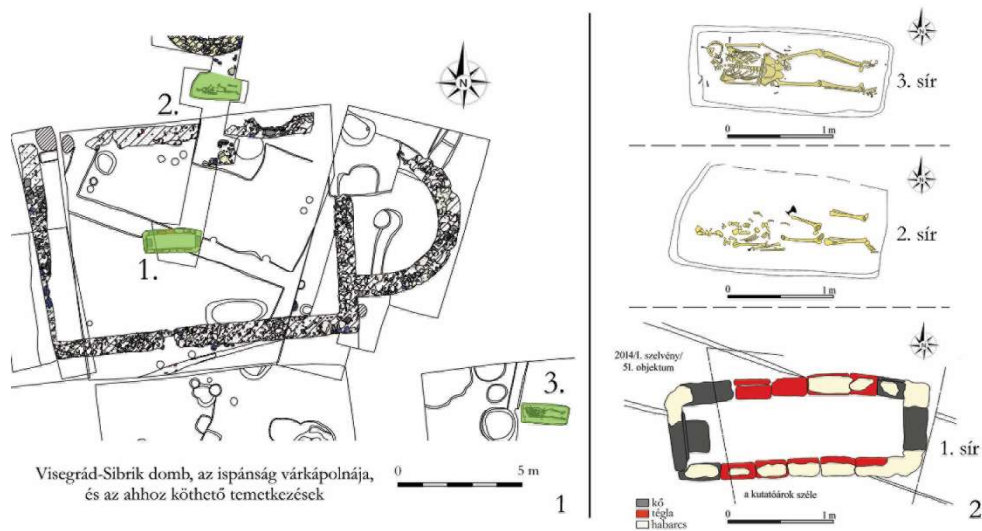 N
2.
1.
3.
Visegrád-Sibrik domb, az ispánság várkápolnája,
és az ahhoz köthető temetkezések
0 5 m
1
N
3. sír
0 1 m
N
2. sír
0 1 m
N
2014/I. szelvény/
51. objektum
1. sír
a kutatóárok széle
kő
tégla
habarcs
0 1 m
2